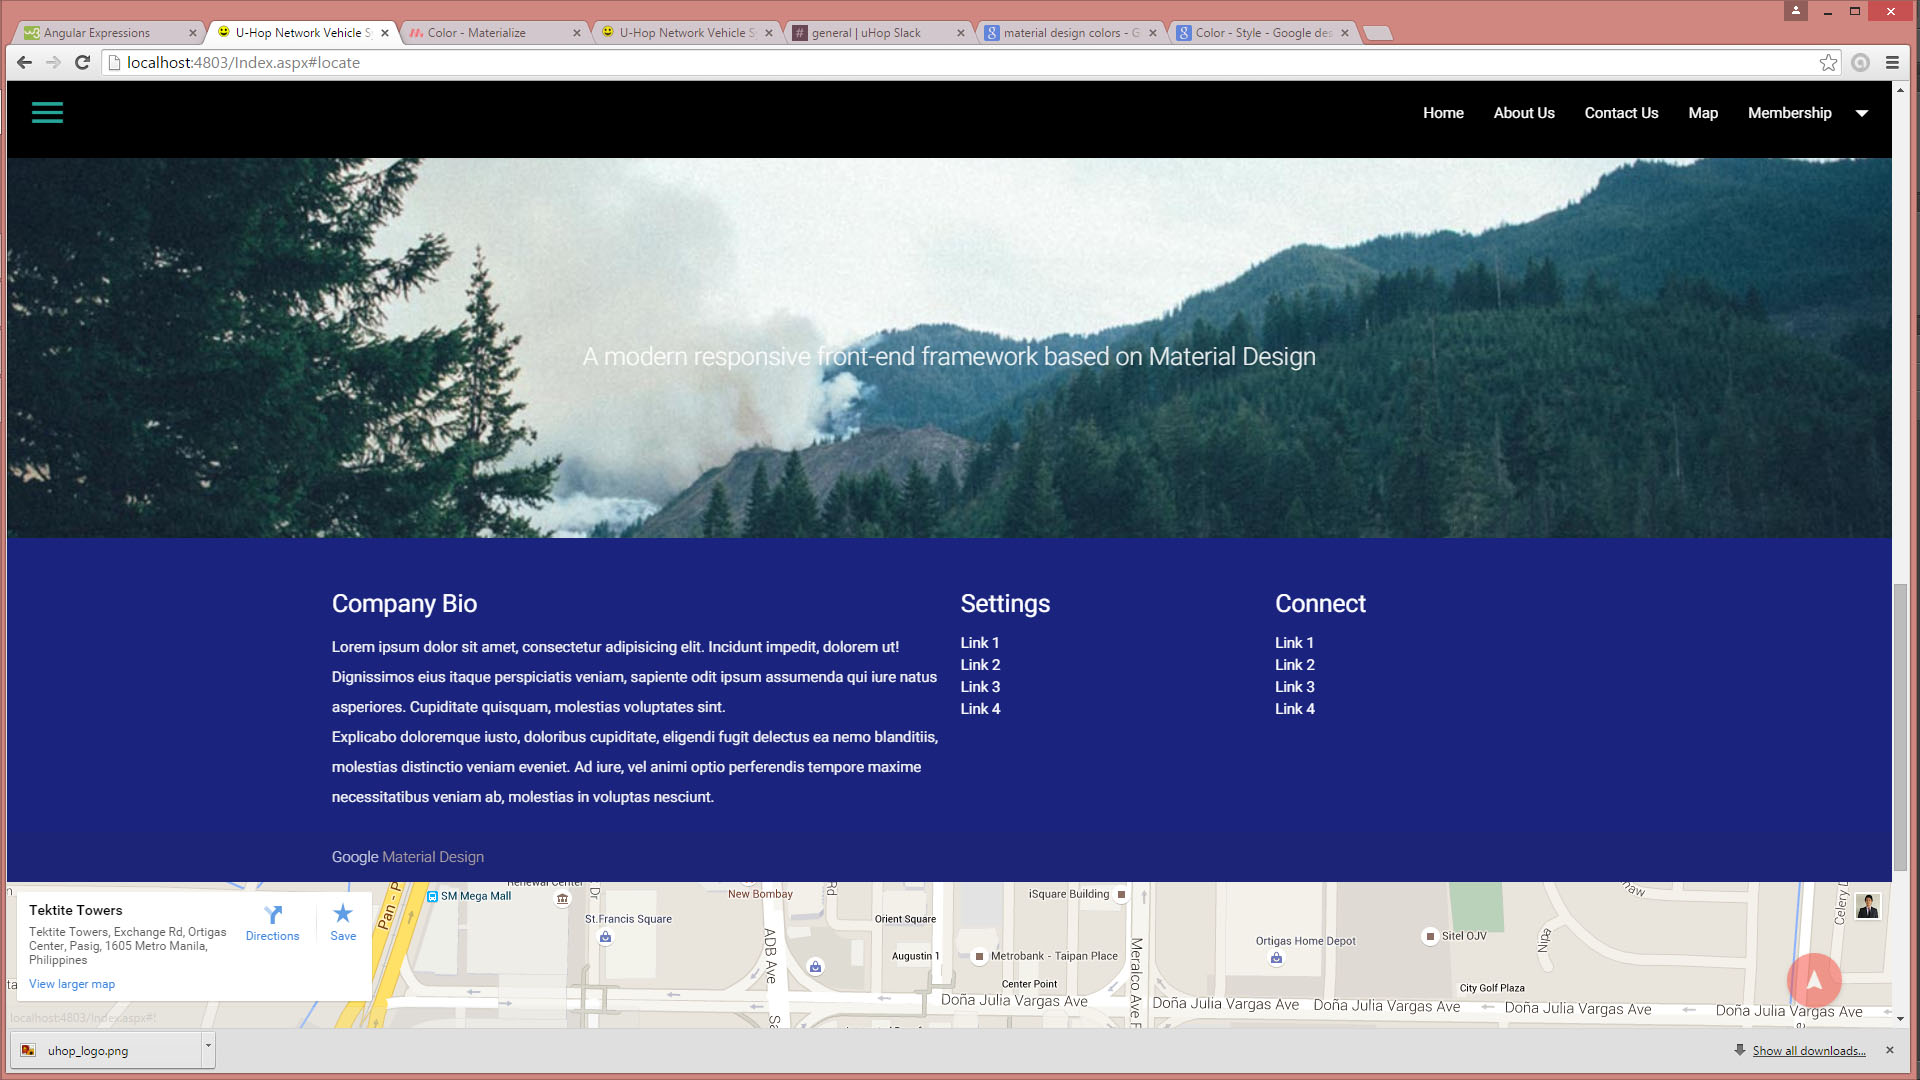 Angular Expressions
U-Hop Network Vehicle S
Color - Materialize
U-Hop Network Vehicle S
general | uHop Slack
material design colors - G
Color - Style - Google des
localhost:4803/Index.aspx#locate
Home
About Us
Contact Us
Map
Membership
A modern responsive front-end framework based on Material Design
Company Bio
Lorem ipsum dolor sit amet, consectetur adipisicing elit. Incidunt impedit, dolorem ut!
Dignissimos eius itaque perspiciatis veniam, sapiente odit ipsum assumenda qui iure natus
asperiores. Cupiditate quisquam, molestias voluptates sint.
Explicabo doloremque iusto, doloribus cupiditate, eligendi fugit delectus ea nemo blanditiis,
molestias distinctio veniam eveniet. Ad iure, vel animi optio perferendis tempore maxime
necessitatibus veniam ab, molestias in voluptas nesciunt.
Settings
Link 1
Link 2
Link 3
Link 4
Connect
Link 1
Link 2
Link 3
Link 4
Google Material Design
Tektite Towers
Tektite Towers, Exchange Rd, Ortigas
Center, Pasig, 1605 Metro Manila,
Philippines
Directions
Save
View larger map
Pan - P
SM Mega Mall
Renewal Center
Dr
St.Francis Square
New Bombay
Rd
ADB Ave
Orient Square
Augustin 1
iSquare Building
Metrobank - Taipan Place
Center Point
Meralco Ave
Ortigas Home Depot
Sitel OJV
Nipa
City Golf Plaza
Celery D
Doña Julia Vargas Ave
Doña Julia Vargas Ave
Doña Julia Vargas Ave
Doña Julia Vargas Ave
Doña Julia Vargas Ave
localhost:4803/Index.aspx#!
uhop_logo.png
Show all downloads...